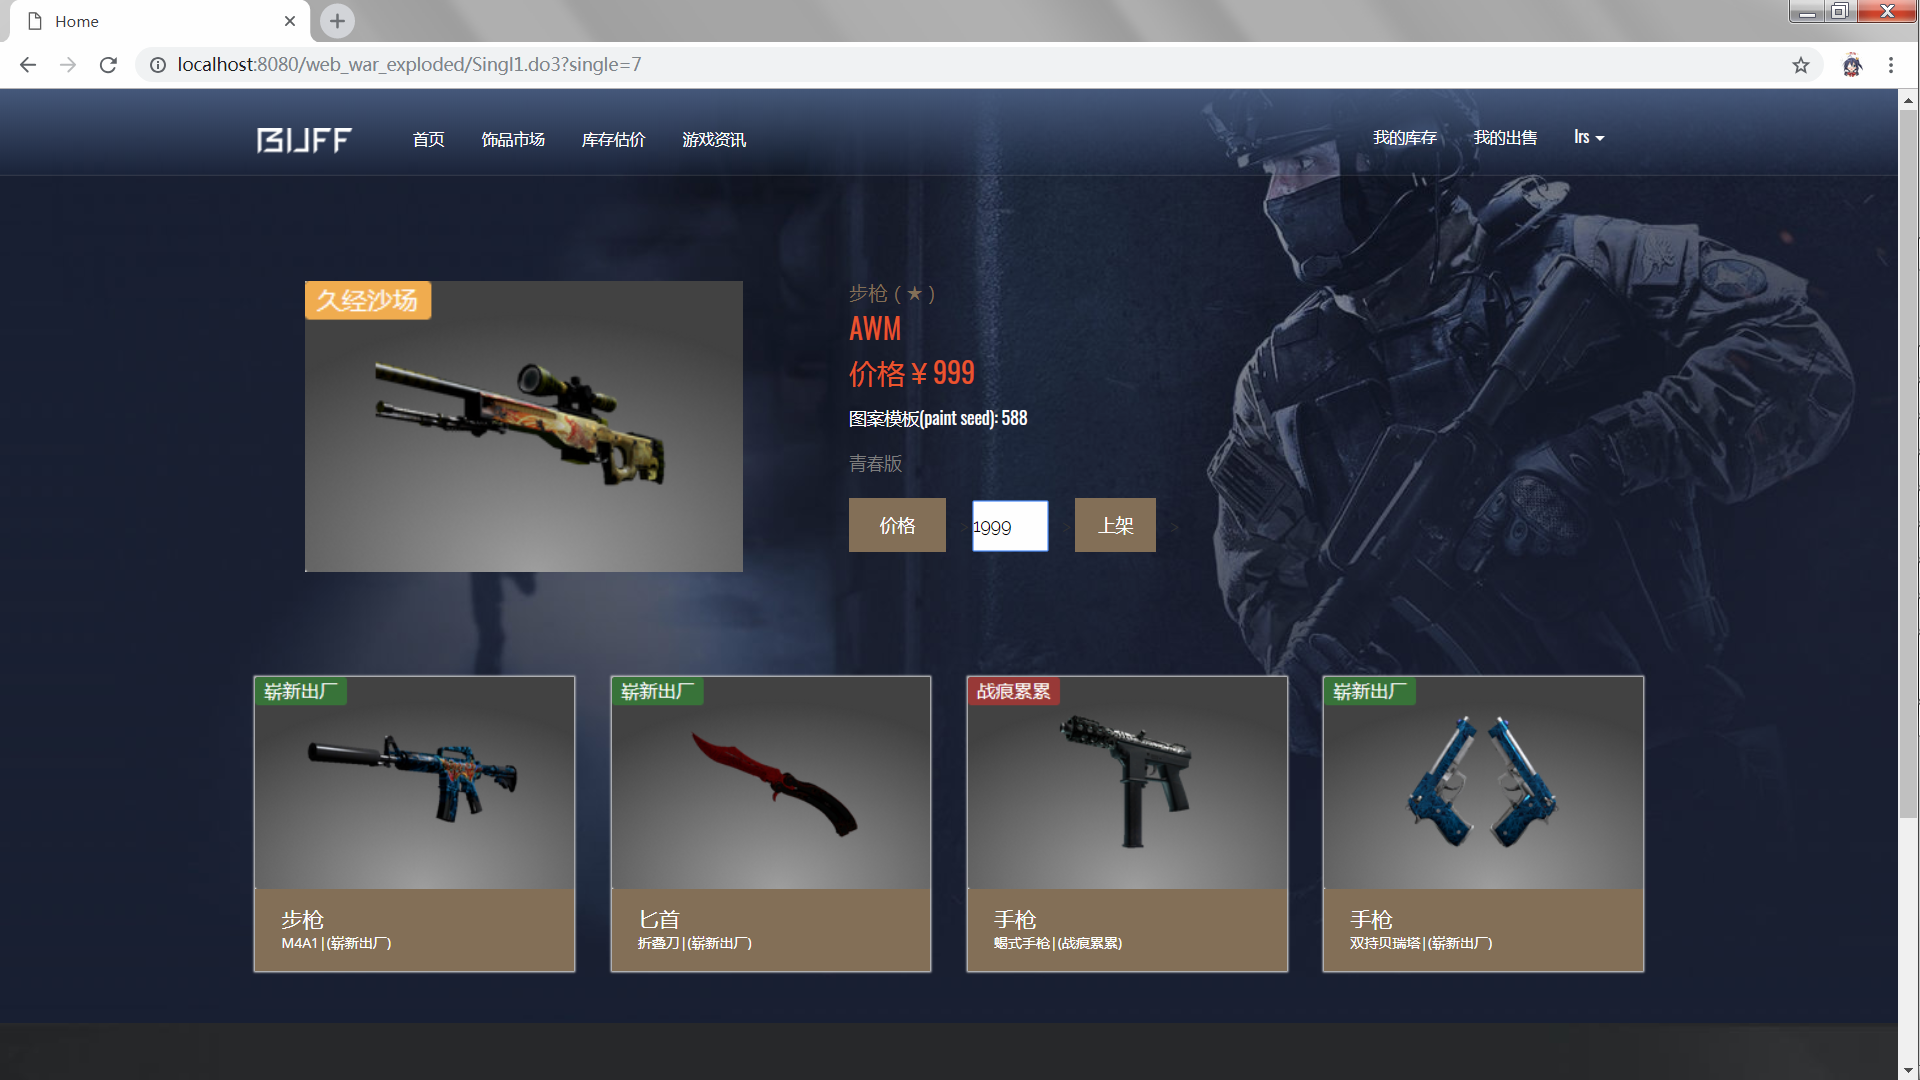 Home
localhost:8080/web_war_exploded/Singl1.do3?single=7
BUFF 首页 饰品市场 库存估价 游戏资讯 我的库存 我的出售 lrs
久经沙场
步枪 ( ★ )
AWM
价格￥999
图案模板(paint seed): 588
青春版
价格 > 1999 > 上架 >
崭新出厂 崭新出厂 战痕累累 崭新出厂
步枪 匕首 手枪 手枪
M4A1|(崭新出厂) 折叠刀|(崭新出厂) 蝎式手枪|(战痕累累) 双持贝瑞塔|(崭新出厂)